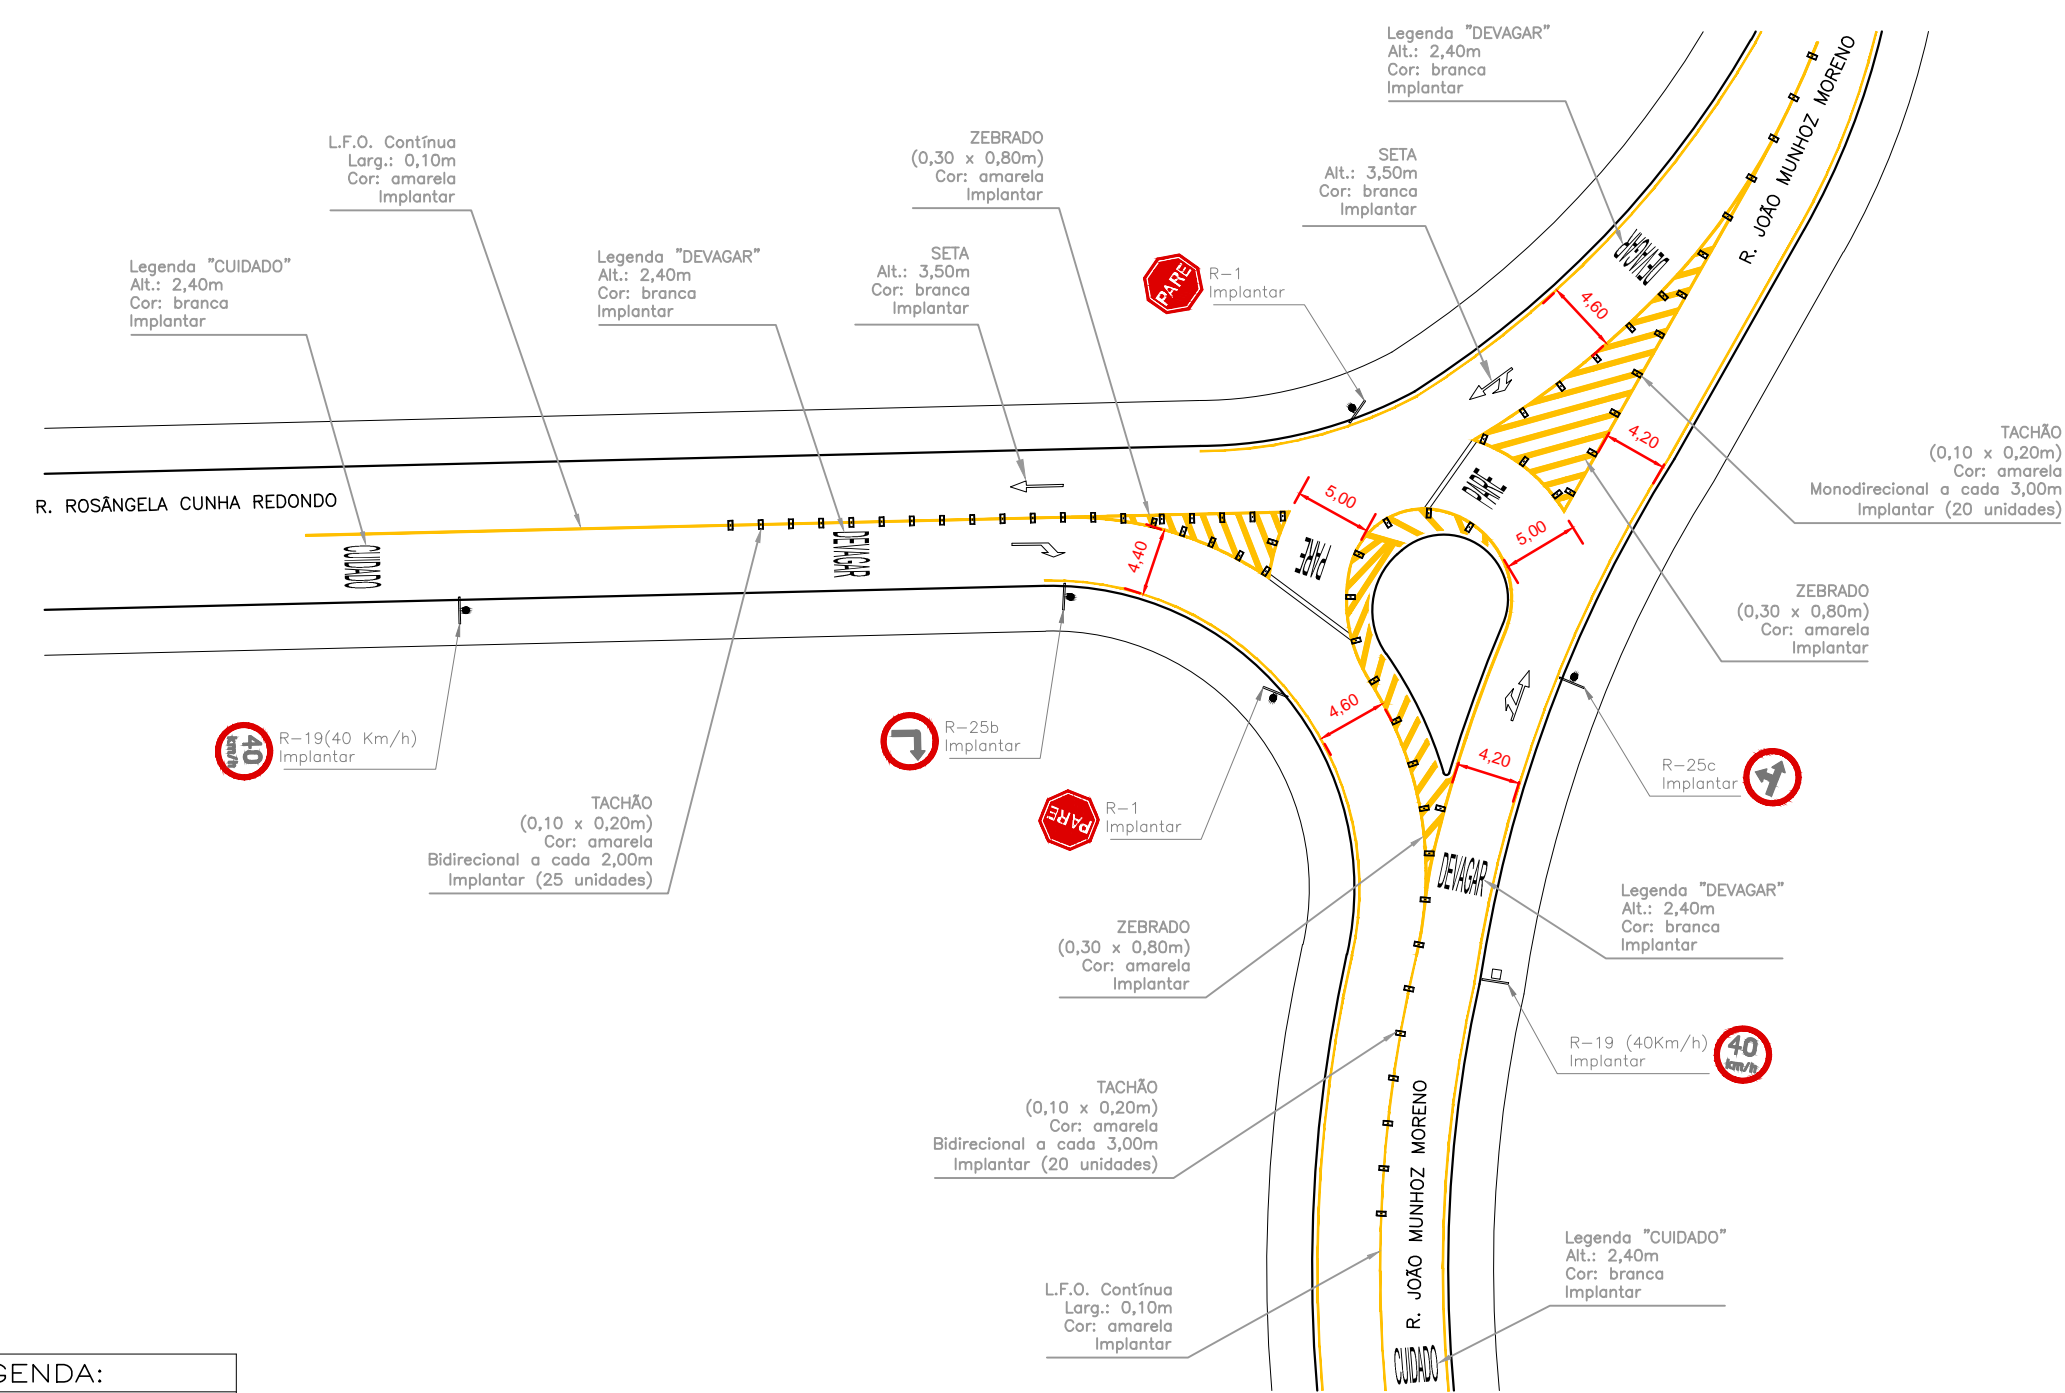 Legenda "DEVAGAR"
Alt.: 2,40m
Cor: branca
Implantar
R. JOÃO MUNHOZ MORENO
L.F.O. Contínua
Larg.: 0,10m
Cor: amarela
Implantar
ZEBRADO
(0,30 x 0,80m)
Cor: amarela
Implantar
SETA
Alt.: 3,50m
Cor: branca
Implantar
Legenda "CUIDADO"
Alt.: 2,40m
Cor: branca
Implantar
Legenda "DEVAGAR"
Alt.: 2,40m
Cor: branca
Implantar
SETA
Alt.: 3,50m
Cor: branca
Implantar
PARE
R-1
Implantar
DEVAGAR
4,60
4,20
TACHÃO
(0,10 x 0,20m)
Cor: amarela
Monodirecional a cada 3,00m
Implantar (20 unidades)
R. ROSÂNGELA CUNHA REDONDO
CUIDADO
DEVAGAR
4,40
5,00
PARE
PARE
5,00
ZEBRADO
(0,30 x 0,80m)
Cor: amarela
Implantar
40
km/h
R-19(40 Km/h)
Implantar
R-25b
Implantar
4,60
4,20
R-25c
Implantar
PARE
R-1
Implantar
TACHÃO
(0,10 x 0,20m)
Cor: amarela
Bidirecional a cada 2,00m
Implantar (25 unidades)
DEVAGAR
Legenda "DEVAGAR"
Alt.: 2,40m
Cor: branca
Implantar
ZEBRADO
(0,30 x 0,80m)
Cor: amarela
Implantar
R-19 (40Km/h)
Implantar
40
km/h
TACHÃO
(0,10 x 0,20m)
Cor: amarela
Bidirecional a cada 3,00m
Implantar (20 unidades)
R. JOÃO MUNHOZ MORENO
Legenda "CUIDADO"
Alt.: 2,40m
Cor: branca
Implantar
L.F.O. Contínua
Larg.: 0,10m
Cor: amarela
Implantar
CUIDADO
GENDA: